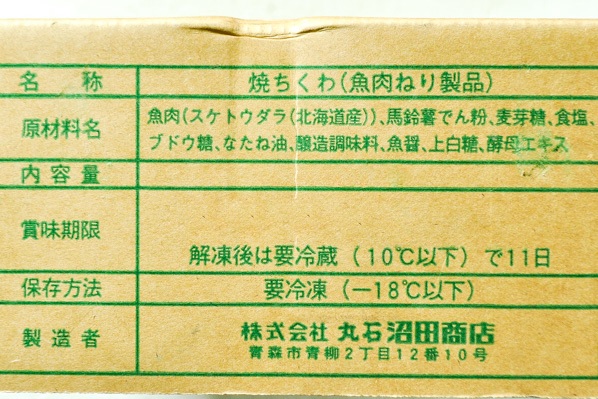 名称 焼ちくわ(魚肉ねり製品)
原材料名 魚肉(スケトウダラ(北海道産))、馬鈴薯でん粉、麦芽糖、食塩、
ブドウ糖、なたね油、醸造調味料、魚醤、上白糖、酵母エキス
内容量
賞味期限
解凍後は要冷蔵(10℃以下)で11日
保存方法 要冷凍(-18℃以下)
製造者 株式会社 丸石沼田商店
青森市青柳2丁目12番10号